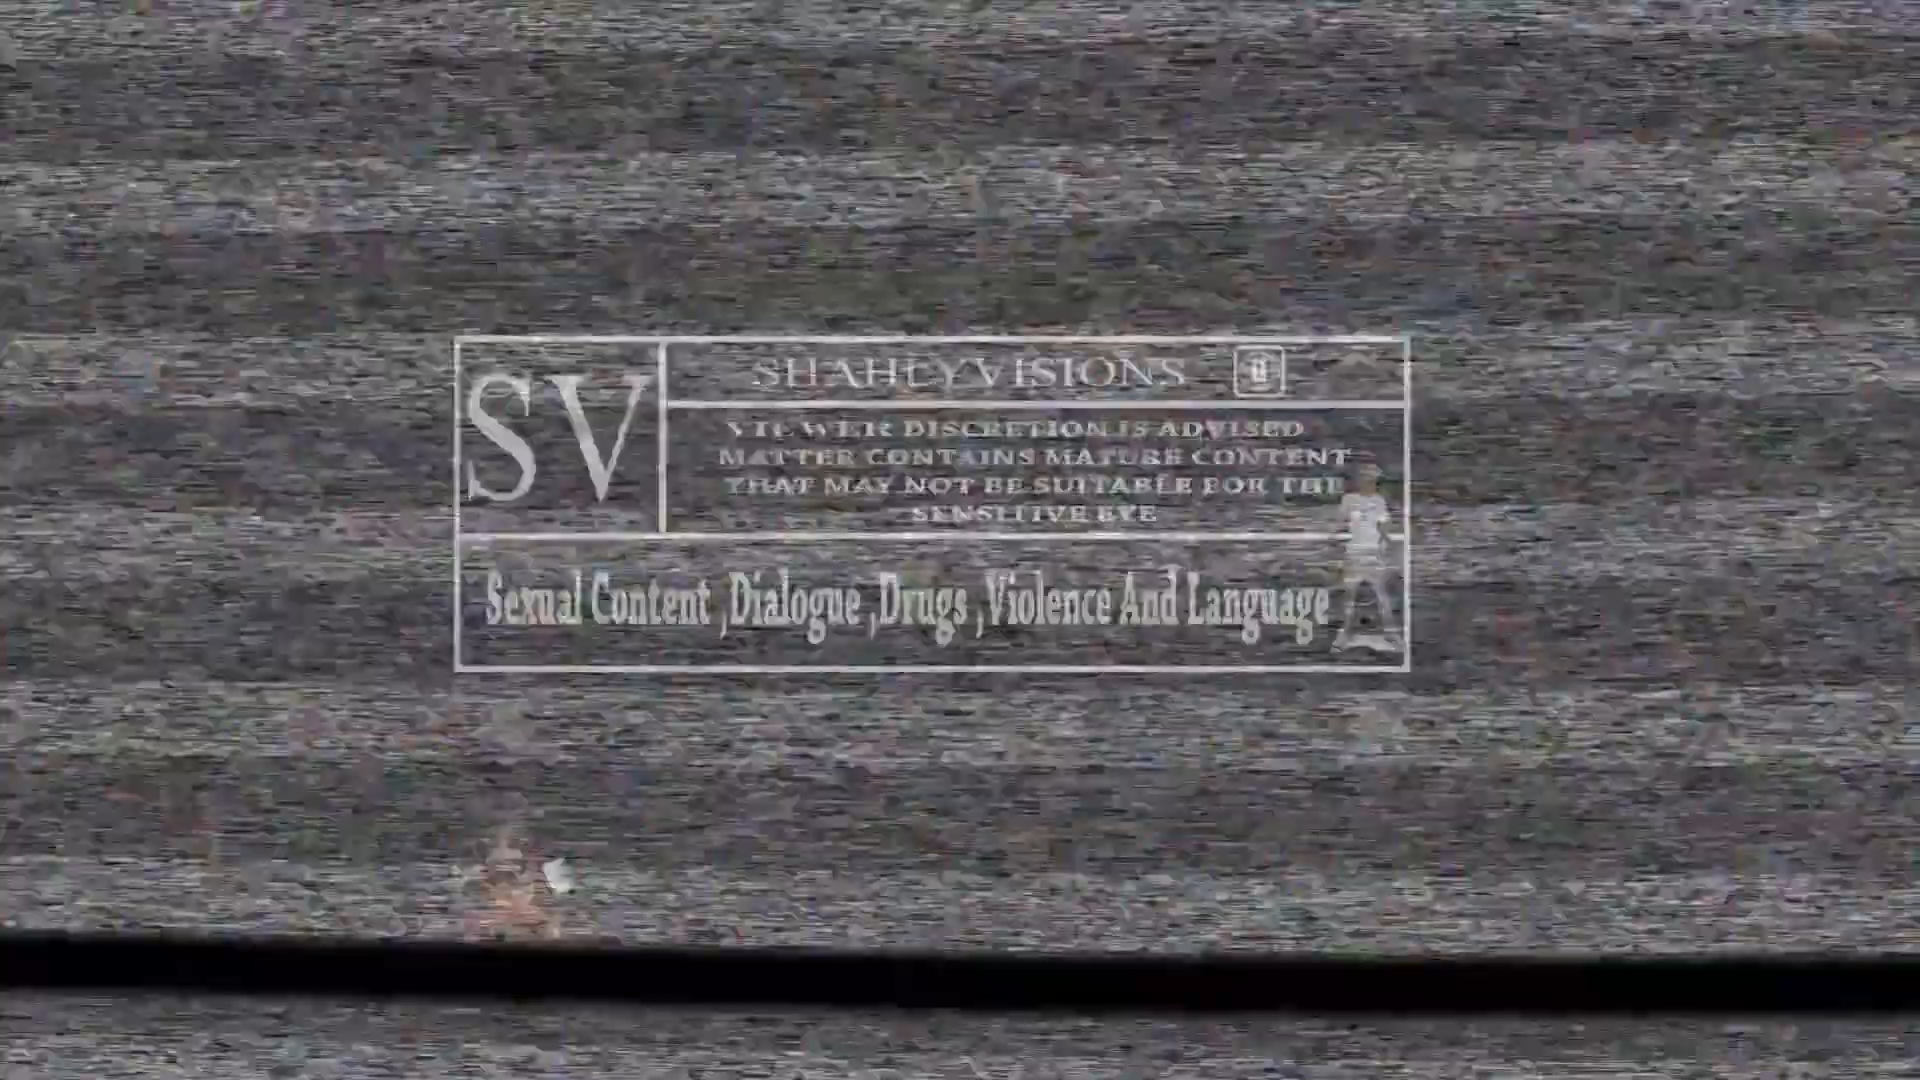 SV
SHAHLYVISIONS
VIEWER DISCRETION IS ADVISED
MATTER CONTAINS MATURE CONTENT
THAT MAY NOT BE SUITABLE FOR THE
SENSITIVE EYE
Sexual Content ,Dialogue ,Drugs ,Violence And Language